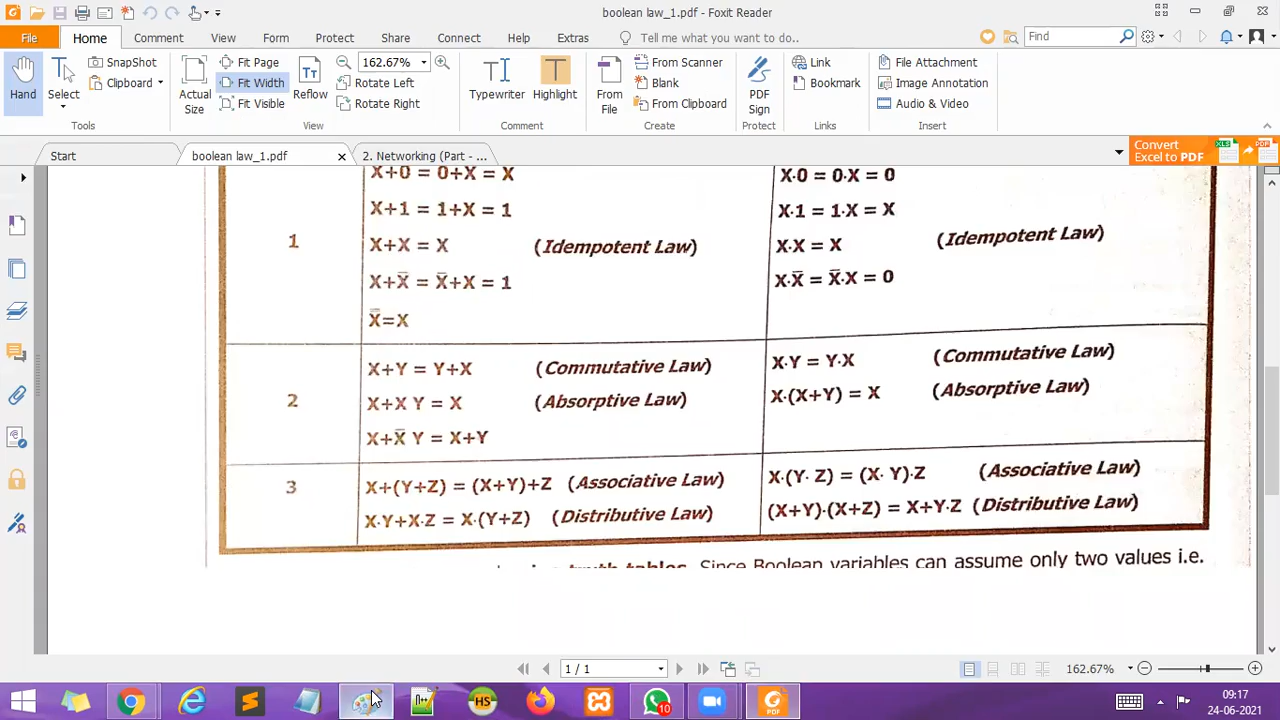 boolean law_1.pdf - Foxit Reader
File Home Comment View Form Protect Share Connect Help Extras Tell me what you want to do.. Find
Hand
Select
SnapShot
Clipboard
Tools
Actual Size
Fit Page
Fit Width
Fit Visible
Reflow
162.67%
Rotate Left
Rotate Right
View
Typewriter
Highlight
Comment
From File
From Scanner
Blank
From Clipboard
Create
PDF Sign
Protect
Link
Bookmark
Links
File Attachment
Image Annotation
Audio & Video
Insert
Start boolean law_1.pdf 2. Networking (Part - ...
Convert Excel to PDF
1
X+0 = 0+X = X
X+1 = 1+X = 1
X+X = X (Idempotent Law)
X+X̅ = X̅+X = 1
X̿=X
X·0 = 0·X = 0
X·1 = 1·X = X
X·X = X (Idempotent Law)
X·X̅ = X̅·X = 0
2
X+Y = Y+X (Commutative Law)
X+X Y = X (Absorptive Law)
X+X̅ Y = X+Y
X·Y = Y·X (Commutative Law)
X·(X+Y) = X (Absorptive Law)
3
X+(Y+Z) = (X+Y)+Z (Associative Law)
X·Y+X·Z = X·(Y+Z) (Distributive Law)
X·(Y· Z) = (X· Y)·Z (Associative Law)
(X+Y)·(X+Z) = X+Y·Z (Distributive Law)
truth tables. Since Boolean variables can assume only two values i.e.
1 / 1
162.67%
N++
HS
10
PDF
09:17
24-06-2021